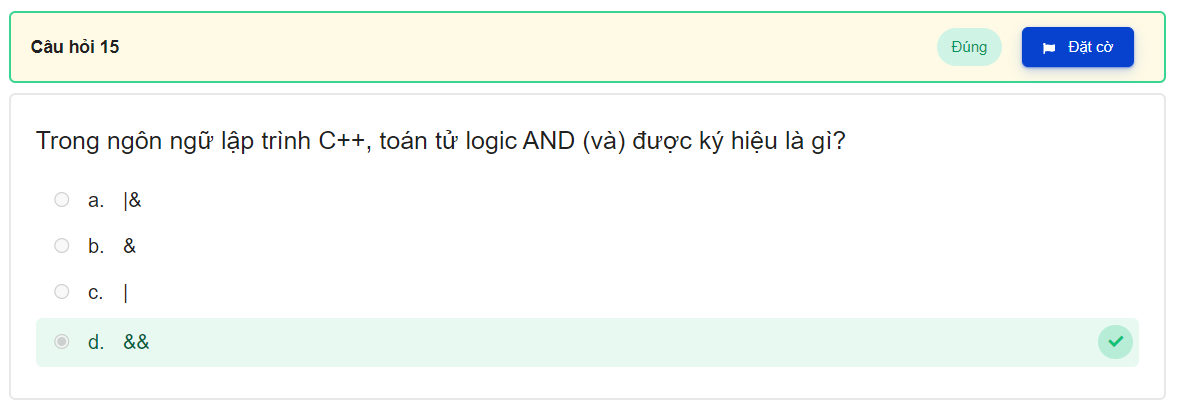 Câu hỏi 15
Đúng
Đặt cờ
Trong ngôn ngữ lập trình C++, toán tử logic AND (và) được ký hiệu là gì?
a. |&
b. &
c. |
d. &&